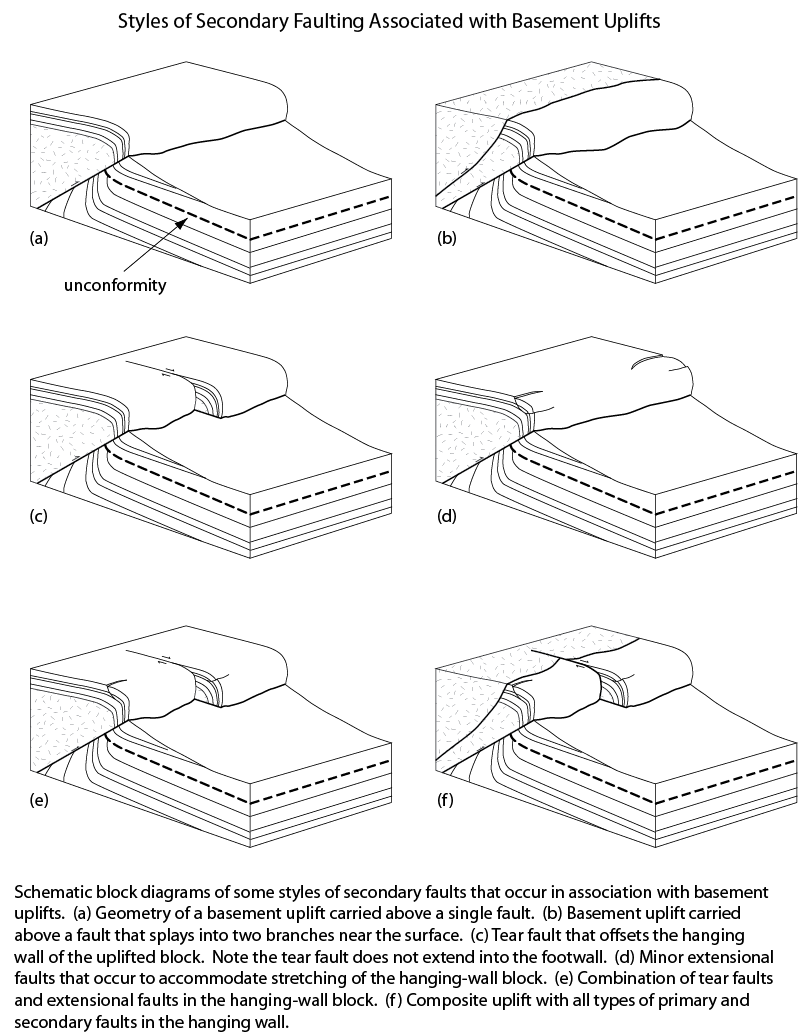 Styles of Secondary Faulting Associated with Basement Uplifts
(a)
(b)
unconformity
(c)
(d)
(e)
(f)
Schematic block diagrams of some styles of secondary faults that occur in association with basement
uplifts.  (a) Geometry of a basement uplift carried above a single fault.  (b) Basement uplift carried
above a fault that splays into two branches near the surface.  (c) Tear fault that offsets the hanging
wall of the uplifted block.  Note the tear fault does not extend into the footwall.  (d) Minor extensional
faults that occur to accommodate stretching of the hanging-wall block.  (e) Combination of tear faults
and extensional faults in the hanging-wall block.  (f) Composite uplift with all types of primary and
secondary faults in the hanging wall.